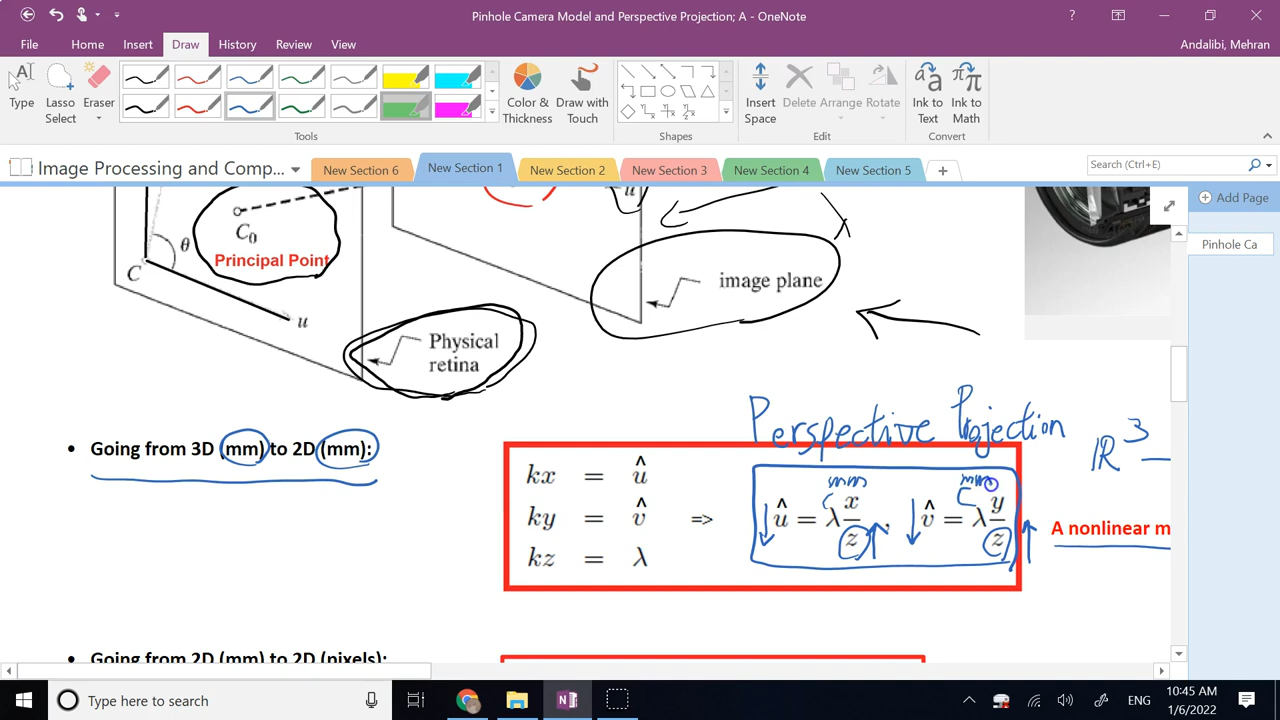 Pinhole Camera Model and Perspective Projection; A - OneNote
File Home Insert Draw History Review View
Andalibi, Mehran
Type Lasso Select Eraser Color & Thickness Draw with Touch Insert Space Delete Arrange Rotate Ink to Text Ink to Math
Tools Shapes Edit Convert
Image Processing and Comp... New Section 6 New Section 1 New Section 2 New Section 3 New Section 4 New Section 5 +
Search (Ctrl+E)
Add Page
Pinhole Ca
u
C₀
θ
Principal Point
C
u
image plane
X
Physical
retina
Perspective Projection
ℝ³
• Going from 3D (mm) to 2D (mm):
kx = û
ky = v̂
kz = λ
=>
mm mm
û = λ x/z , v̂ = λ y/z
A nonlinear m
• Going from 2D (mm) to 2D (pixels):
Type here to search
ENG
10:45 AM
1/6/2022